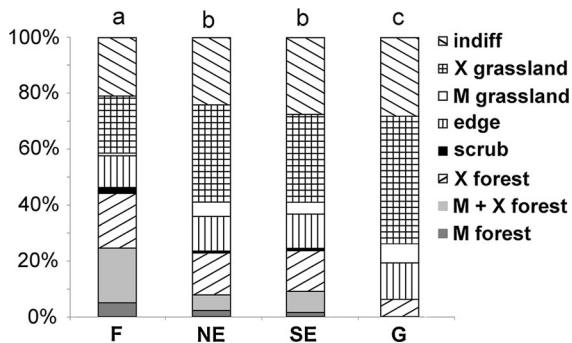 a b b c
100%
80%
60%
40%
20%
0%
F NE SE G
indiff
X grassland
M grassland
edge
scrub
X forest
M + X forest
M forest